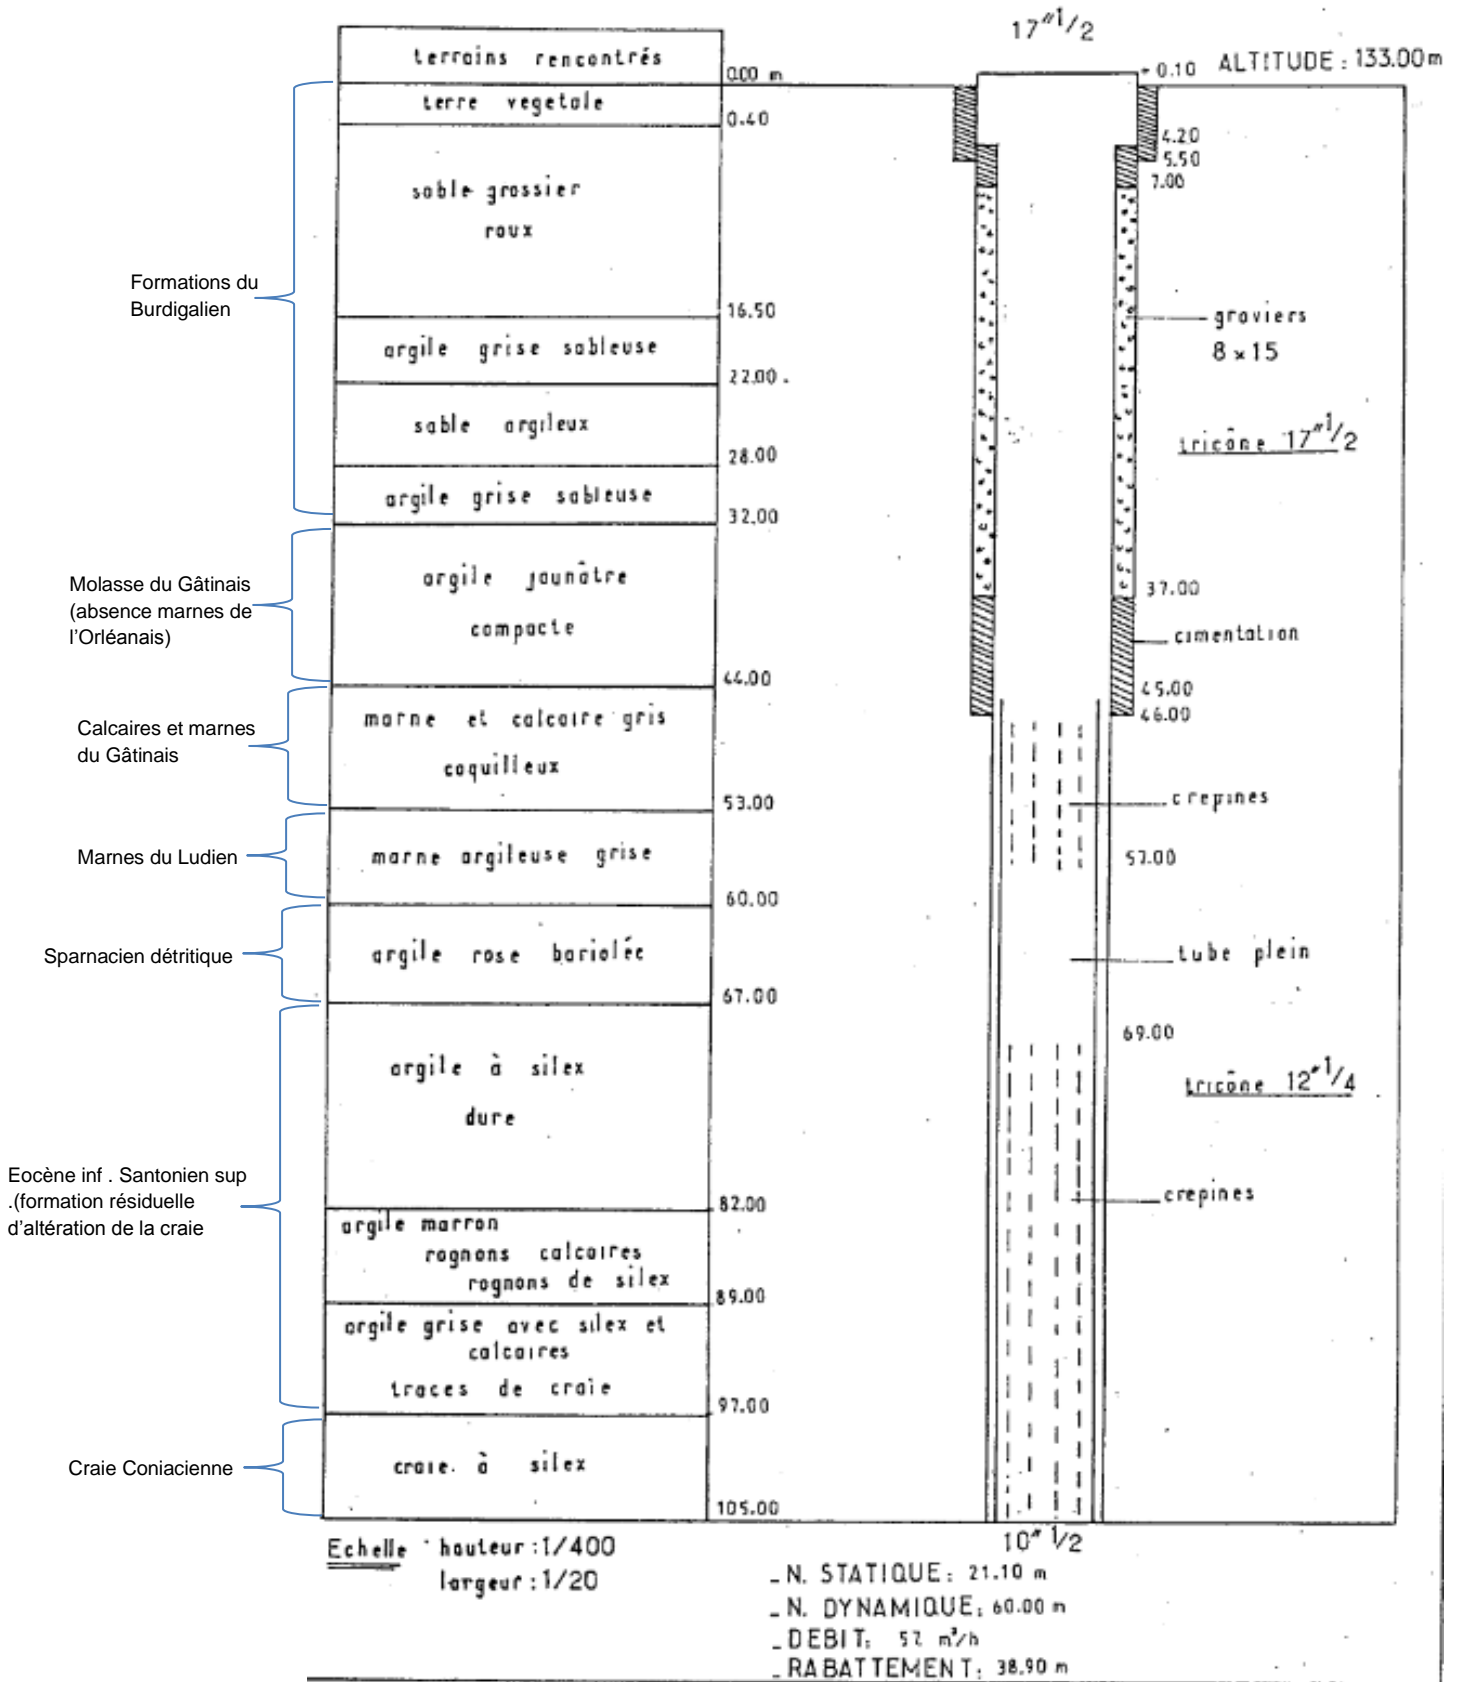 17"1/2
ALTITUDE : 133.00 m
+ 0.10
terrains rencontrés
0.00 m
terre vegetale
0.40
sable grossier
roux
16.50
argile grise sableuse
22.00
sable argileux
28.00
argile grise sableuse
32.00
argile jaunâtre
compacte
44.00
marne et calcaire gris
coquilleux
53.00
marne argileuse grise
60.00
argile rose bariolée
67.00
argile à silex
dure
82.00
argile marron
rognons calcaires
rognons de silex
89.00
argile grise avec silex et
calcaires
traces de craie
97.00
craie à silex
105.00
Formations du
Burdigalien
Molasse du Gâtinais
(absence marnes de
l'Orléanais)
Calcaires et marnes
du Gâtinais
Marnes du Ludien
Sparnacien détritique
Eocène inf . Santonien sup
.(formation résiduelle
d'altération de la craie
Craie Coniacienne
4.20
5.50
7.00
graviers
8 x 15
tricône 17"1/2
37.00
cimentation
45.00
46.00
crepines
57.00
tube plein
69.00
tricône 12"1/4
crepines
10" 1/2
Echelle hauteur : 1/400
largeur : 1/20
- N. STATIQUE : 21.10 m
- N. DYNAMIQUE : 60.00 m
- DEBIT : m³/h
- RABATTEMENT : 38.90 m